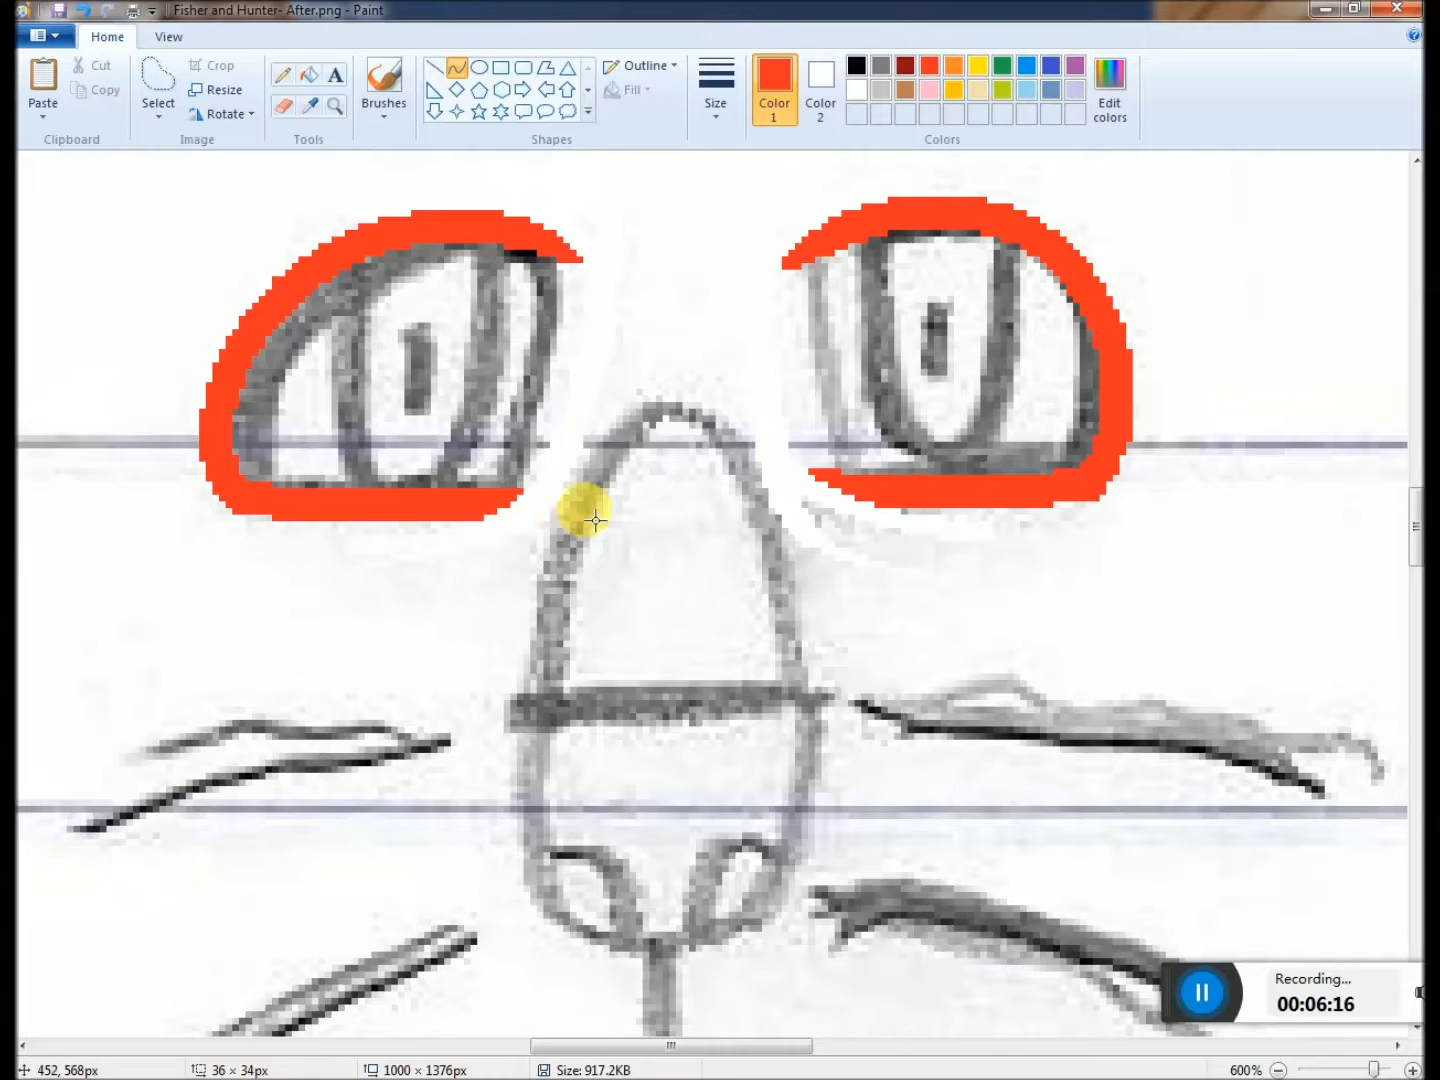 Fisher and Hunter- After.png - Paint
Home View
Paste
Cut
Copy
Clipboard
Select
Crop
Resize
Rotate
Image
A
Tools
Brushes
Outline
Fill
Shapes
Size
Color 1
Color 2
Edit colors
Colors
Recording...
00:06:16
452, 568px
36 × 34px
1000 × 1376px
Size: 917.2KB
600%